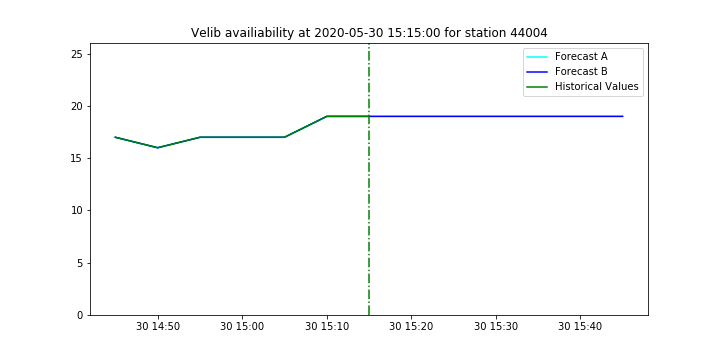 Velib availiability at 2020-05-30 15:15:00 for station 44004
Forecast A
Forecast B
Historical Values
25
20
15
10
5
0
30 14:50 30 15:00 30 15:10 30 15:20 30 15:30 30 15:40